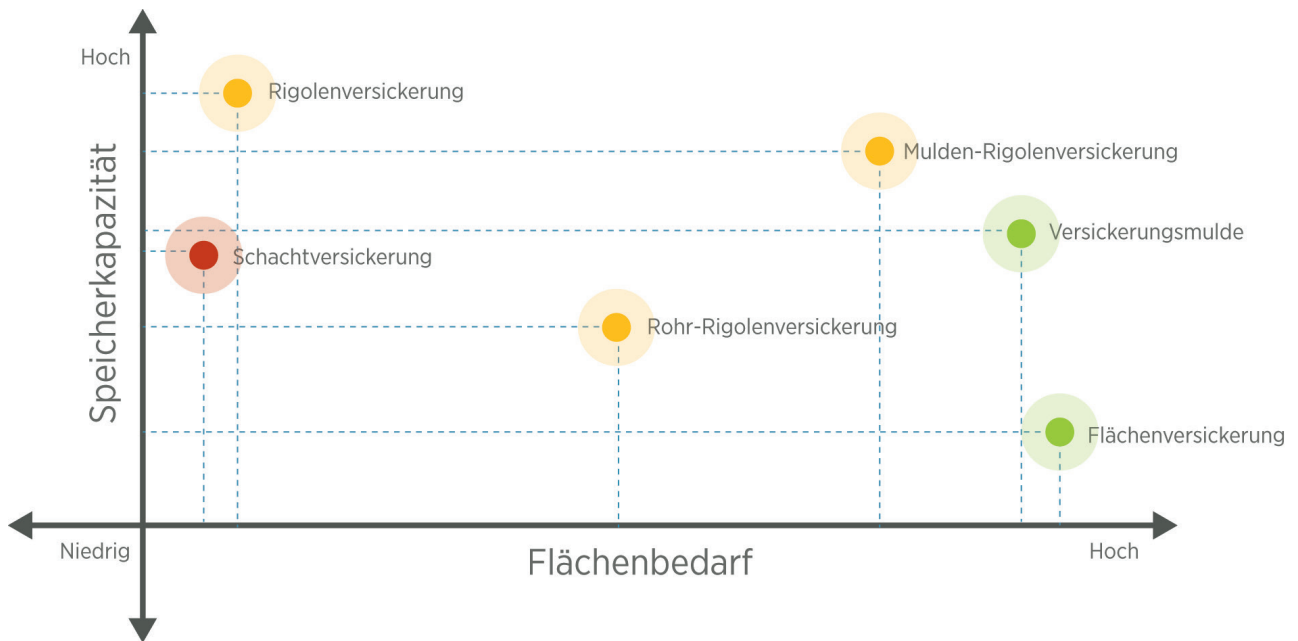 Hoch
Rigolenversickerung
Mulden-Rigolenversickerung
Speicherkapazität
Versickerungsmulde
Schachtversickerung
Rohr-Rigolenversickerung
Flächenversickerung
Niedrig
Flächenbedarf
Hoch